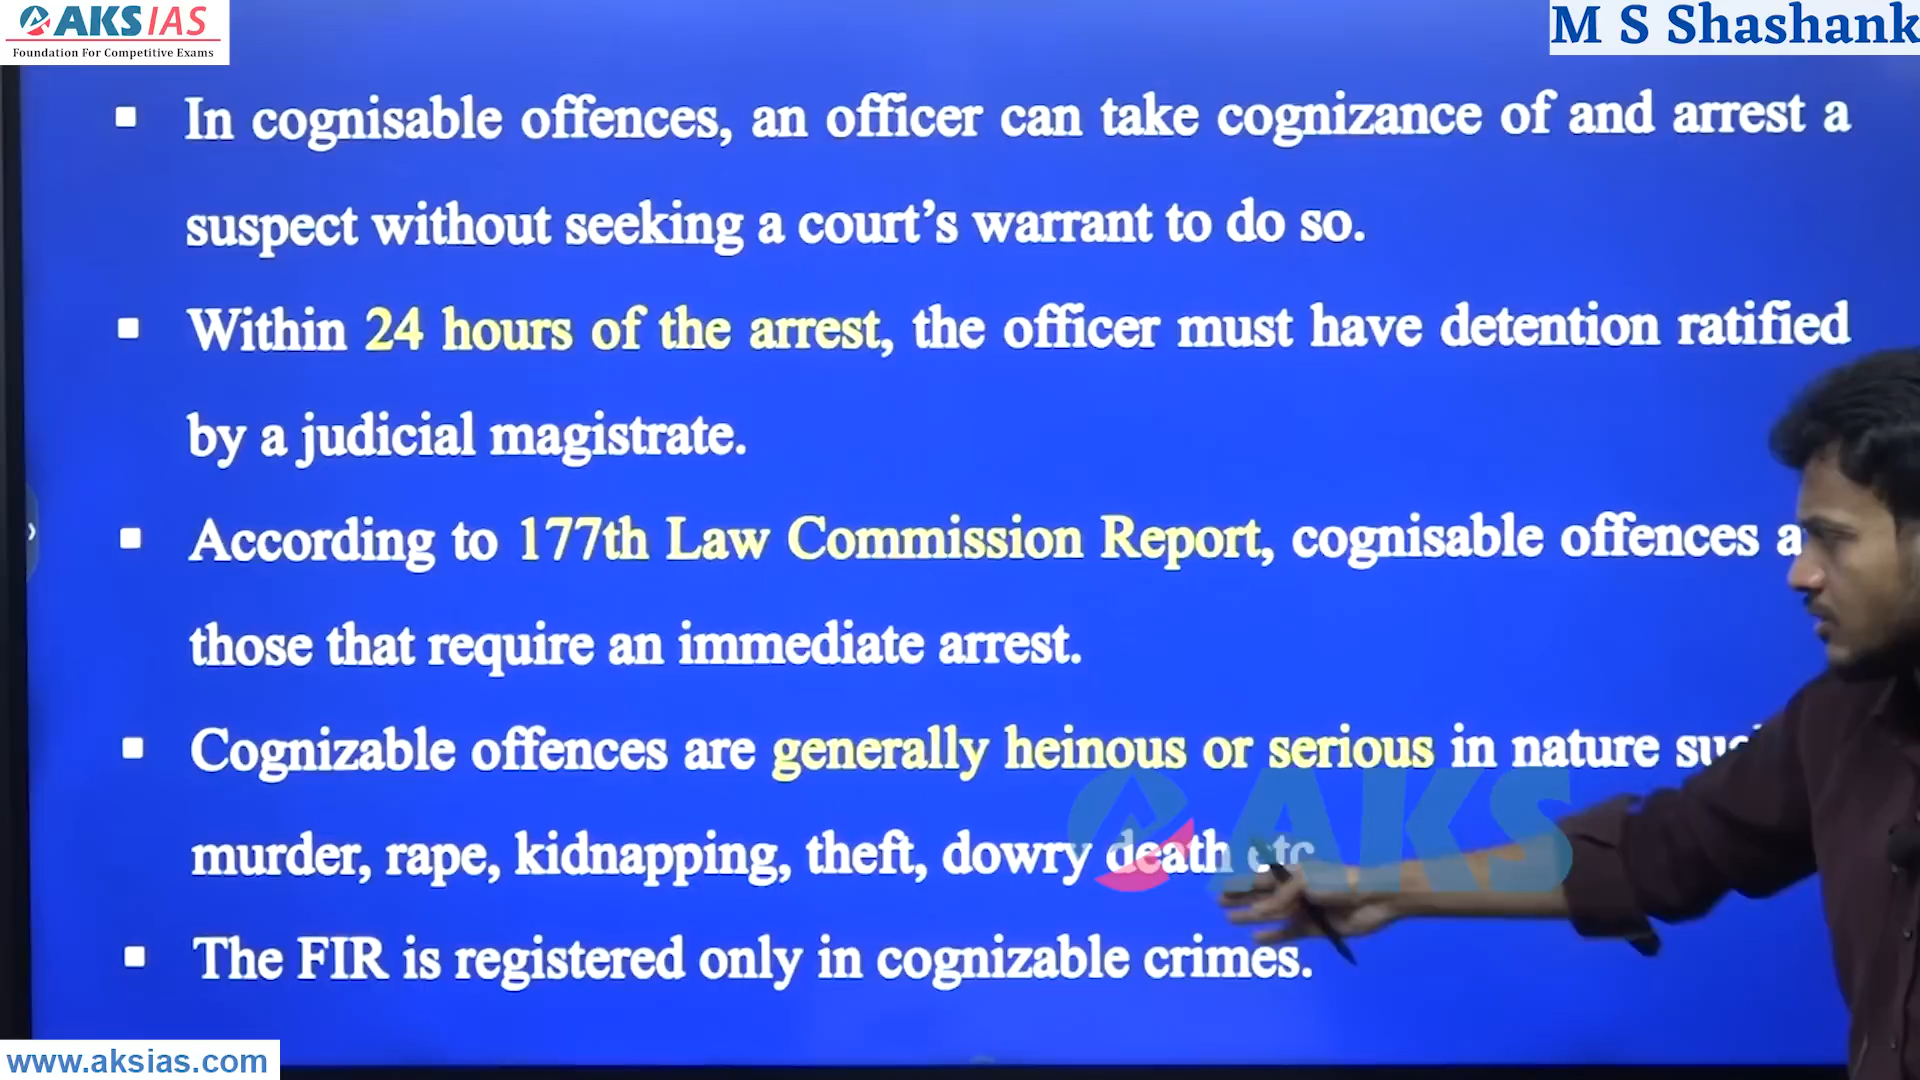 AKS IAS
Foundation For Competitive Exams
M S Shashank
▪ In cognisable offences, an officer can take cognizance of and arrest a
suspect without seeking a court’s warrant to do so.
▪ Within 24 hours of the arrest, the officer must have detention ratified
by a judicial magistrate.
▪ According to 177th Law Commission Report, cognisable offences
those that require an immediate arrest.
▪ Cognizable offences are generally heinous or serious in nature
murder, rape, kidnapping, theft, dowry death etc
AKS
▪ The FIR is registered only in cognizable crimes.
www.aksias.com